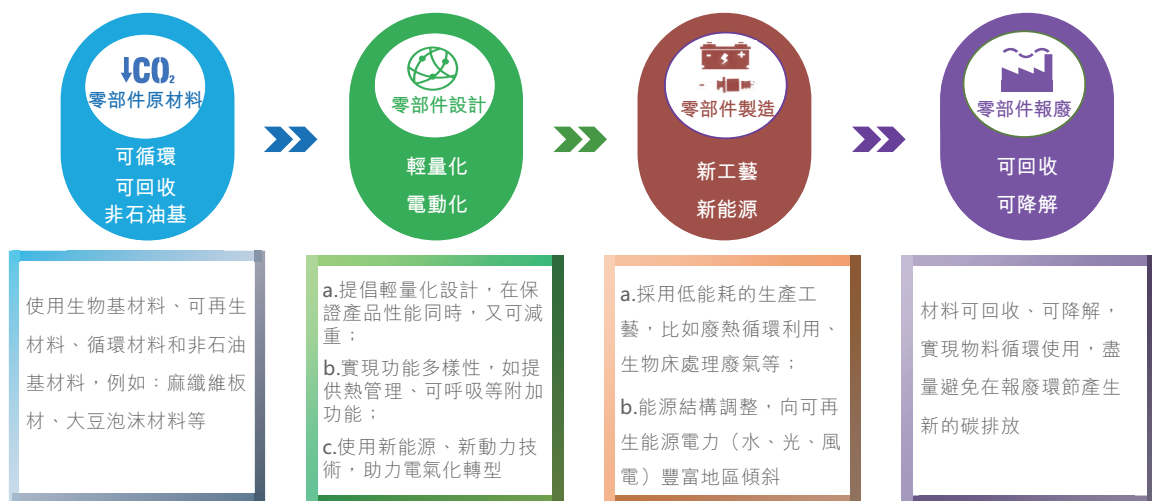 CO₂
零部件原材料
可循環
可回收
非石油基
零部件設計
輕量化
電動化
零部件製造
新工藝
新能源
零部件報廢
可回收
可降解
使用生物基材料、可再生
材料、循環材料和非石油
基材料，例如：麻纖維板
材、大豆泡沫材料等
a.提倡輕量化設計，在保
證產品性能同時，又可減
重；
b.實現功能多樣性，如提
供熱管理、可呼吸等附加
功能；
c.使用新能源、新動力技
術，助力電氣化轉型
a.採用低能耗的生產工
藝，比如廢熱循環利用、
生物床處理廢氣等；
b.能源結構調整，向可再
生能源電力（水、光、風
電）豐富地區傾斜
材料可回收、可降解，
實現物料循環使用，盡
量避免在報廢環節產生
新的碳排放